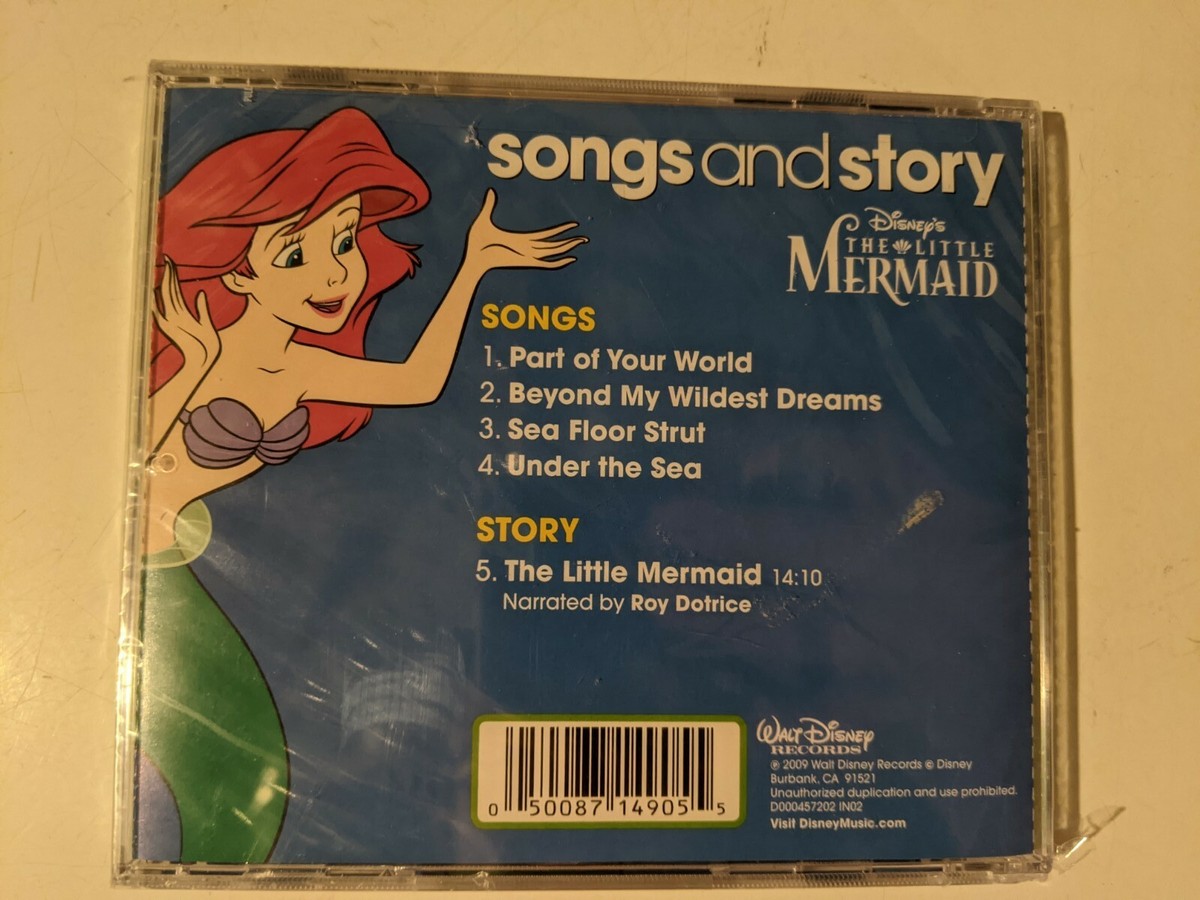 songs and story
Disney's
THE LITTLE
MERMAID
SONGS
1. Part of Your World
2. Beyond My Wildest Dreams
3. Sea Floor Strut
4. Under the Sea
STORY
5. The Little Mermaid 14:10
Narrated by Roy Dotrice
0 50087 14905 5
WALT DISNEY
RECORDS
℗ 2009 Walt Disney Records © Disney
Burbank, CA 91521
Unauthorized duplication and use prohibited.
D000457202 IN02
Visit DisneyMusic.com